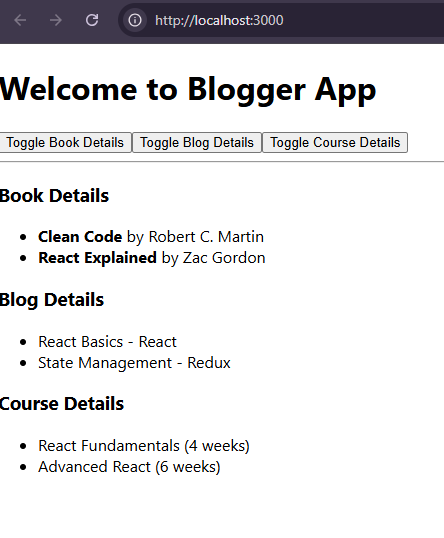 http://localhost:3000
Welcome to Blogger App
Toggle Book Details Toggle Blog Details Toggle Course Details
Book Details
• Clean Code by Robert C. Martin
• React Explained by Zac Gordon
Blog Details
• React Basics - React
• State Management - Redux
Course Details
• React Fundamentals (4 weeks)
• Advanced React (6 weeks)